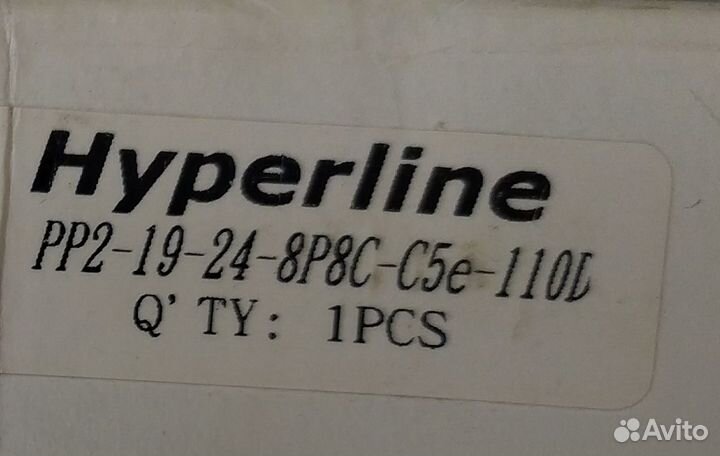 Hyperline
PP2-19-24-8P8C-C5e-110D
Q'TY: 1PCS
Avito